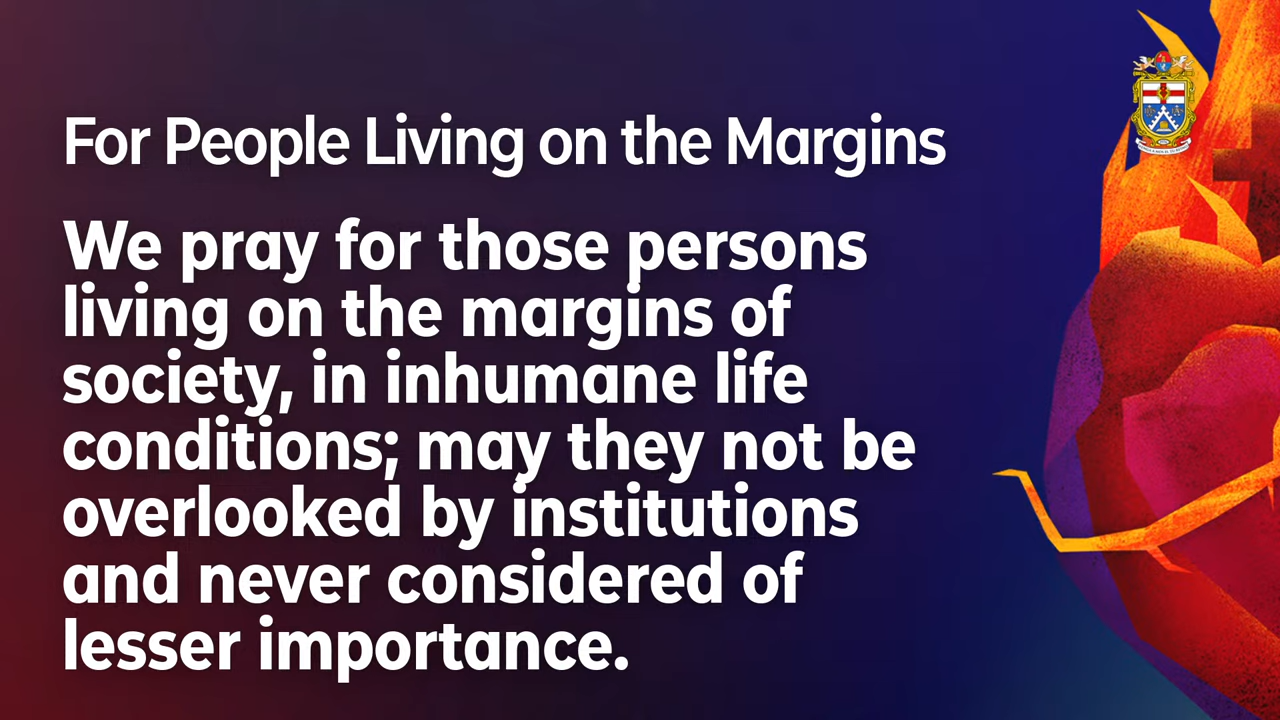 For People Living on the Margins
We pray for those persons
living on the margins of
society, in inhumane life
conditions; may they not be
overlooked by institutions
and never considered of
lesser importance.